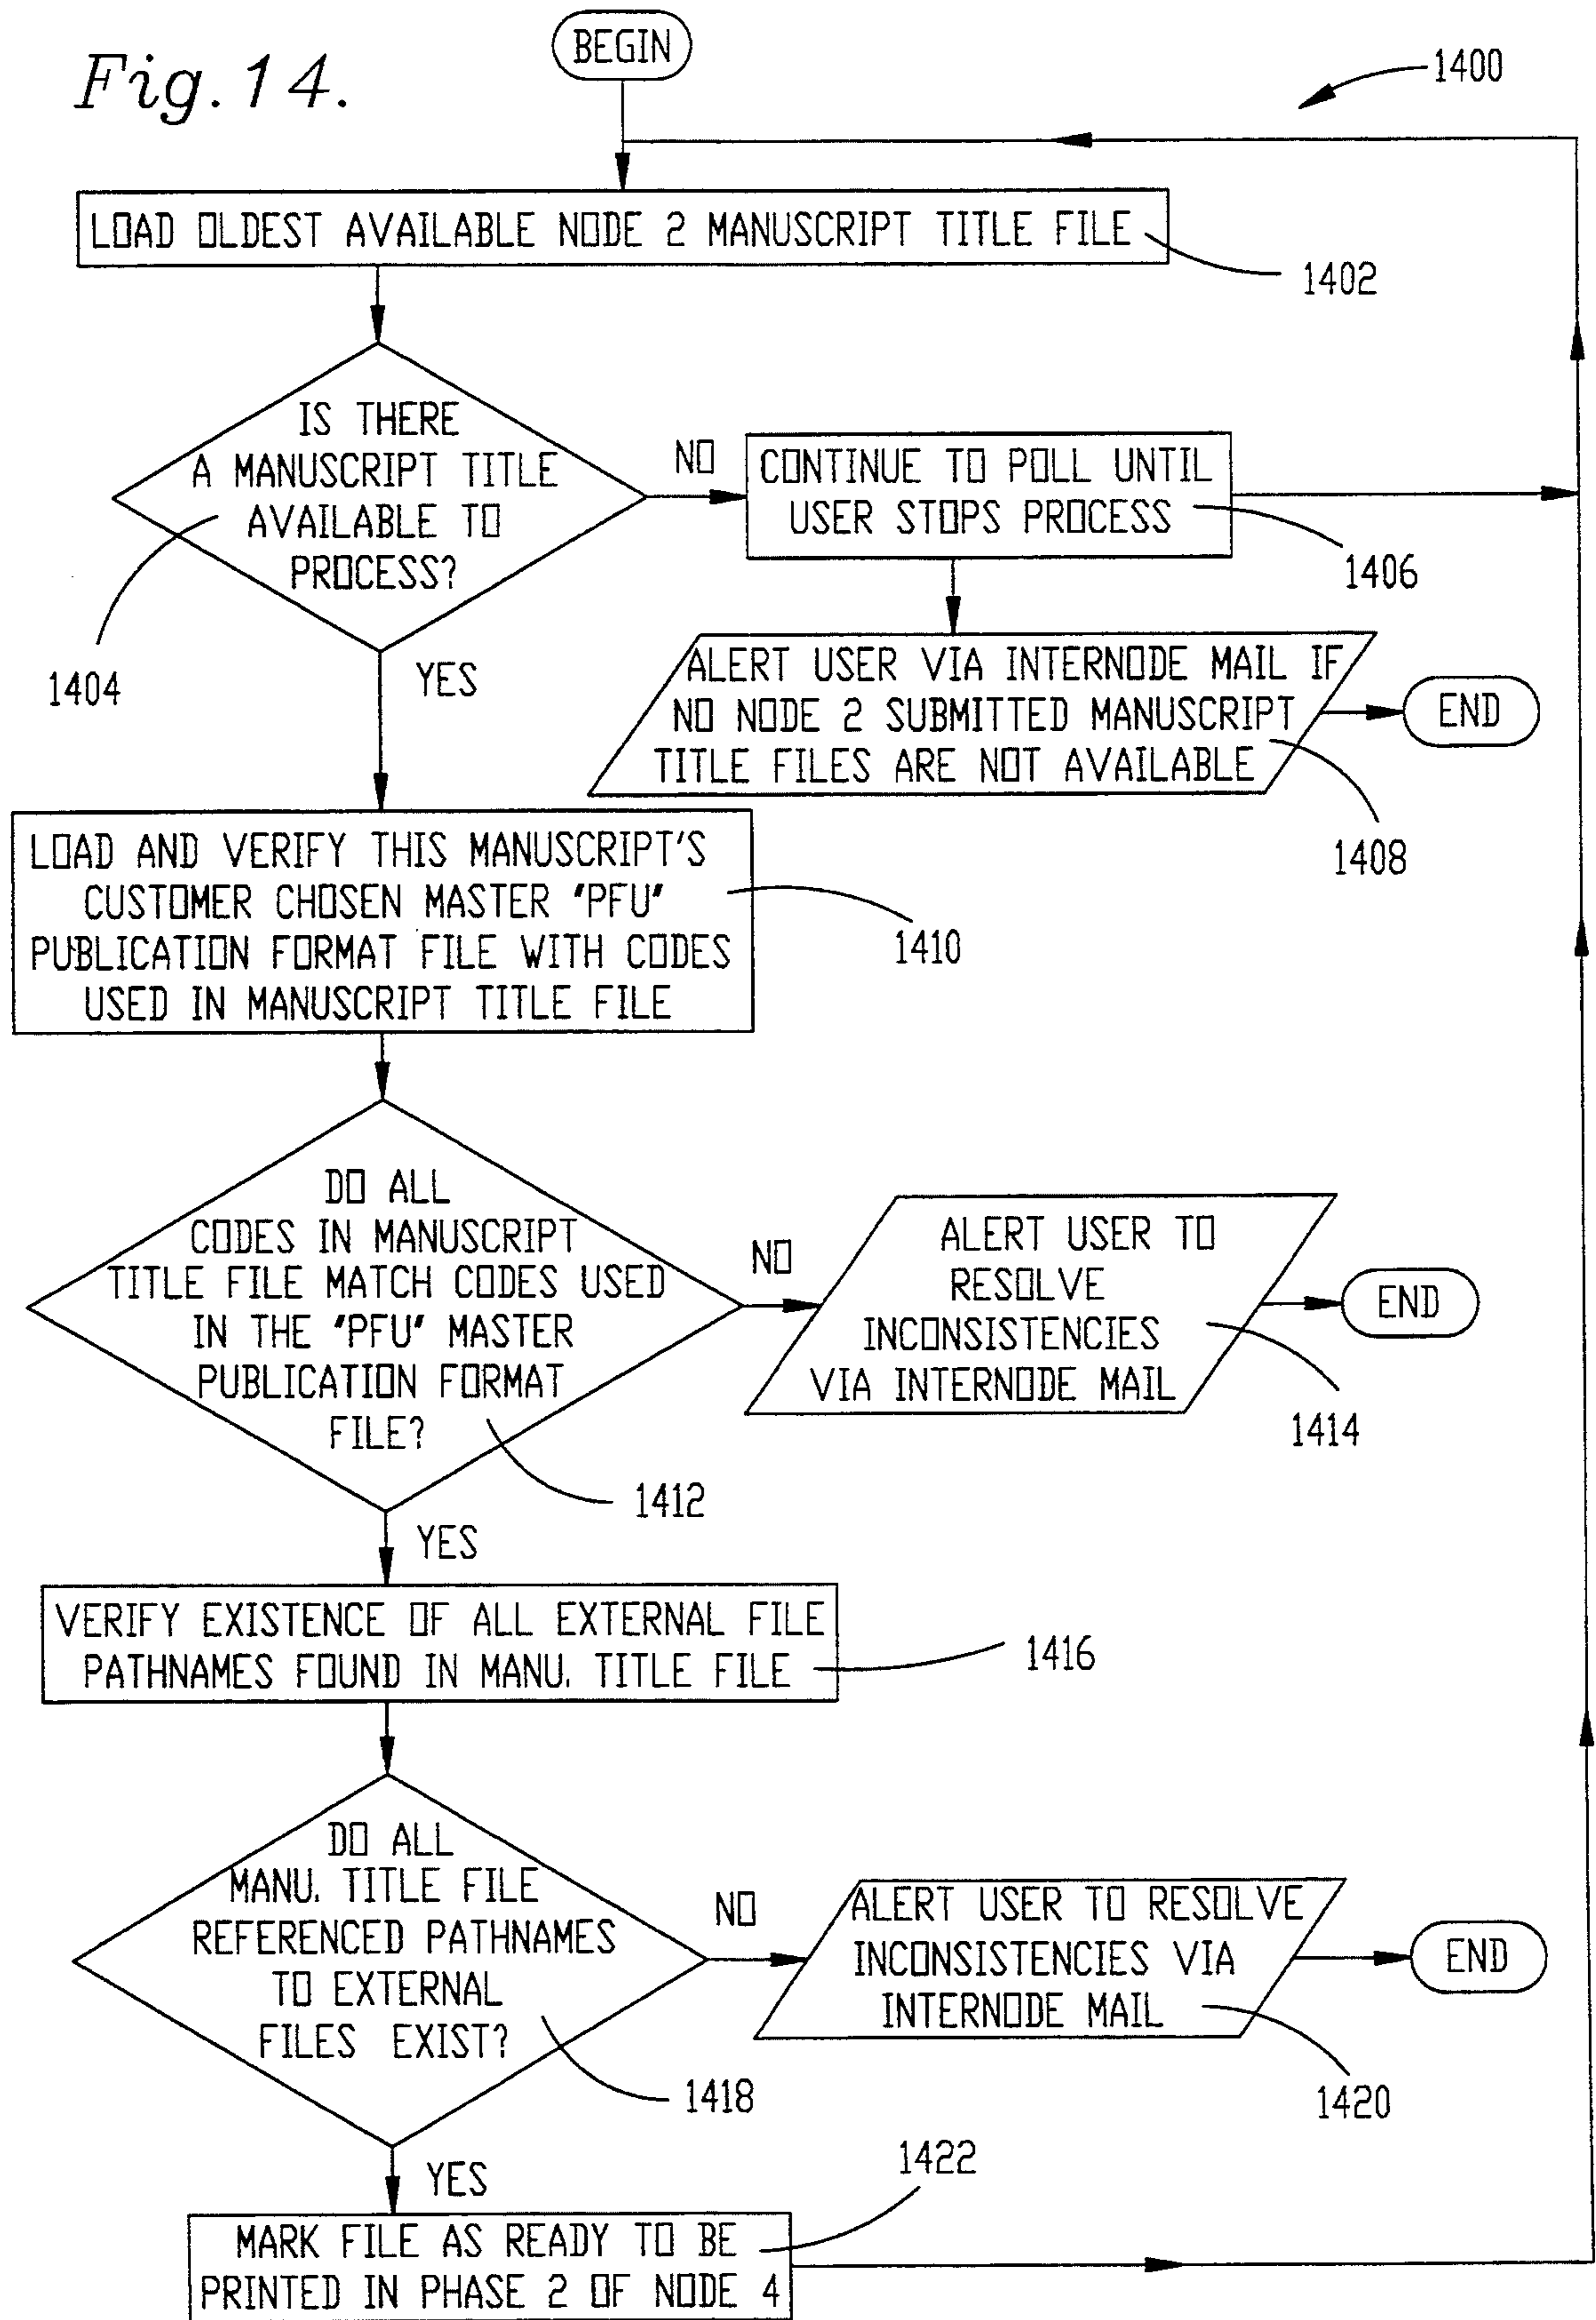 Fig. 14.
BEGIN
1400
LOAD OLDEST AVAILABLE NODE 2 MANUSCRIPT TITLE FILE
1402
IS THERE
A MANUSCRIPT TITLE
AVAILABLE TO
PROCESS?
1404
NO
CONTINUE TO POLL UNTIL
USER STOPS PROCESS
1406
YES
ALERT USER VIA INTERNODE MAIL IF
NO NODE 2 SUBMITTED MANUSCRIPT
TITLE FILES ARE NOT AVAILABLE
1408
END
LOAD AND VERIFY THIS MANUSCRIPT'S
CUSTOMER CHOSEN MASTER "PFU"
PUBLICATION FORMAT FILE WITH CODES
USED IN MANUSCRIPT TITLE FILE
1410
DO ALL
CODES IN MANUSCRIPT
TITLE FILE MATCH CODES USED
IN THE "PFU" MASTER
PUBLICATION FORMAT
FILE?
1412
NO
ALERT USER TO
RESOLVE
INCONSISTENCIES
VIA INTERNODE MAIL
1414
END
YES
VERIFY EXISTENCE OF ALL EXTERNAL FILE
PATHNAMES FOUND IN MANU. TITLE FILE
1416
DO ALL
MANU. TITLE FILE
REFERENCED PATHNAMES
TO EXTERNAL
FILES EXIST?
1418
NO
ALERT USER TO RESOLVE
INCONSISTENCIES VIA
INTERNODE MAIL
1420
END
YES
1422
MARK FILE AS READY TO BE
PRINTED IN PHASE 2 OF NODE 4